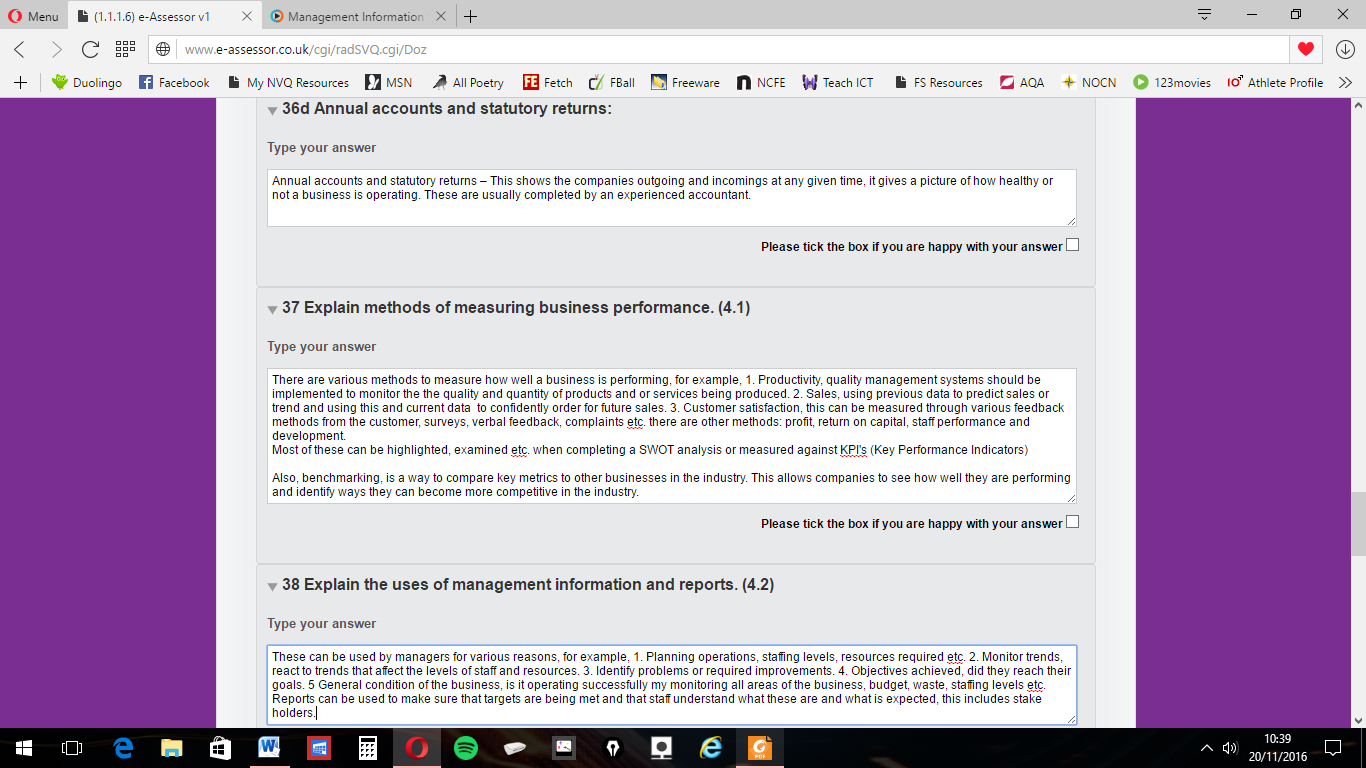 Menu
(1.1.1.6) e-Assessor v1
Management Information
www.e-assessor.co.uk/cgi/radSVQ.cgi/Doz
Duolingo
Facebook
My NVQ Resources
MSN
All Poetry
Fetch
FBall
Freeware
NCFE
Teach ICT
FS Resources
AQA
NOCN
123movies
Athlete Profile
36d Annual accounts and statutory returns:
Type your answer
Annual accounts and statutory returns – This shows the companies outgoing and incomings at any given time, it gives a picture of how healthy or
not a business is operating. These are usually completed by an experienced accountant.
Please tick the box if you are happy with your answer
37 Explain methods of measuring business performance. (4.1)
Type your answer
There are various methods to measure how well a business is performing, for example, 1. Productivity, quality management systems should be
implemented to monitor the the quality and quantity of products and or services being produced. 2. Sales, using previous data to predict sales or
trend and using this and current data  to confidently order for future sales. 3. Customer satisfaction, this can be measured through various feedback
methods from the customer, surveys, verbal feedback, complaints etc. there are other methods: profit, return on capital, staff performance and
development.
Most of these can be highlighted, examined etc. when completing a SWOT analysis or measured against KPI's (Key Performance Indicators)
Also, benchmarking, is a way to compare key metrics to other businesses in the industry. This allows companies to see how well they are performing
and identify ways they can become more competitive in the industry.
Please tick the box if you are happy with your answer
38 Explain the uses of management information and reports. (4.2)
Type your answer
These can be used by managers for various reasons, for example, 1. Planning operations, staffing levels, resources required etc. 2. Monitor trends,
react to trends that affect the levels of staff and resources. 3. Identify problems or required improvements. 4. Objectives achieved, did they reach their
goals. 5 General condition of the business, is it operating successfully my monitoring all areas of the business, budget, waste, staffing levels etc.
Reports can be used to make sure that targets are being met and that staff understand what these are and what is expected, this includes stake
holders.
10:39
20/11/2016